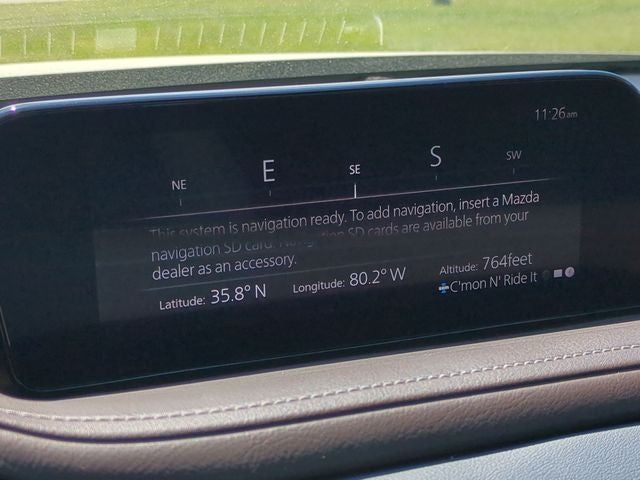 11:26am
NE E SE S SW
This system is navigation ready. To add navigation, insert a Mazda
navigation SD card. Navigation SD cards are available from your
dealer as an accessory.
Latitude: 35.8° N Longitude: 80.2° W Altitude: 764feet
C'mon N' Ride It